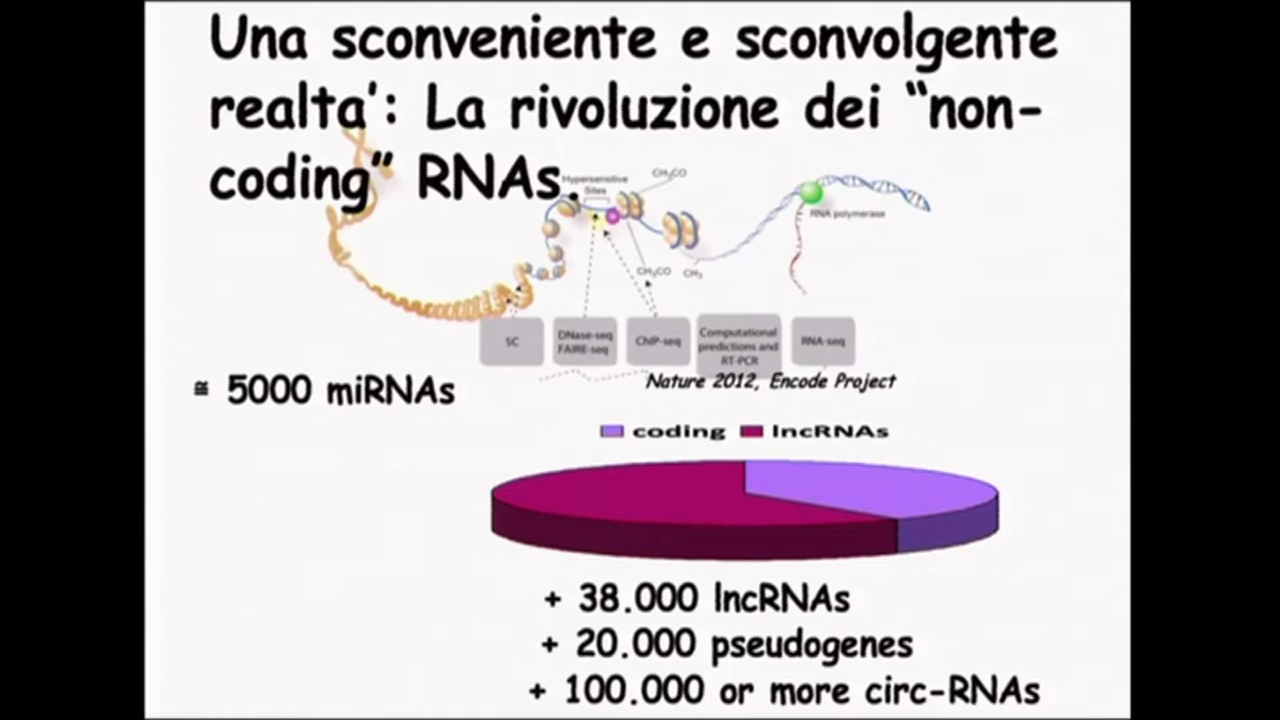 Una sconveniente e sconvolgente
realta’: La rivoluzione dei “non-
coding” RNAs.
Hypersensitive
Sites
CH₃CO
RNA polymerase
CH₃CO
CH₃
SC
DNase-seq
FAIRE-seq
ChIP-seq
Computational
predictions and
RT-PCR
RNA-seq
Nature 2012, Encode Project
≅ 5000 miRNAs
coding
lncRNAs
+ 38.000 lncRNAs
+ 20.000 pseudogenes
+ 100.000 or more circ-RNAs